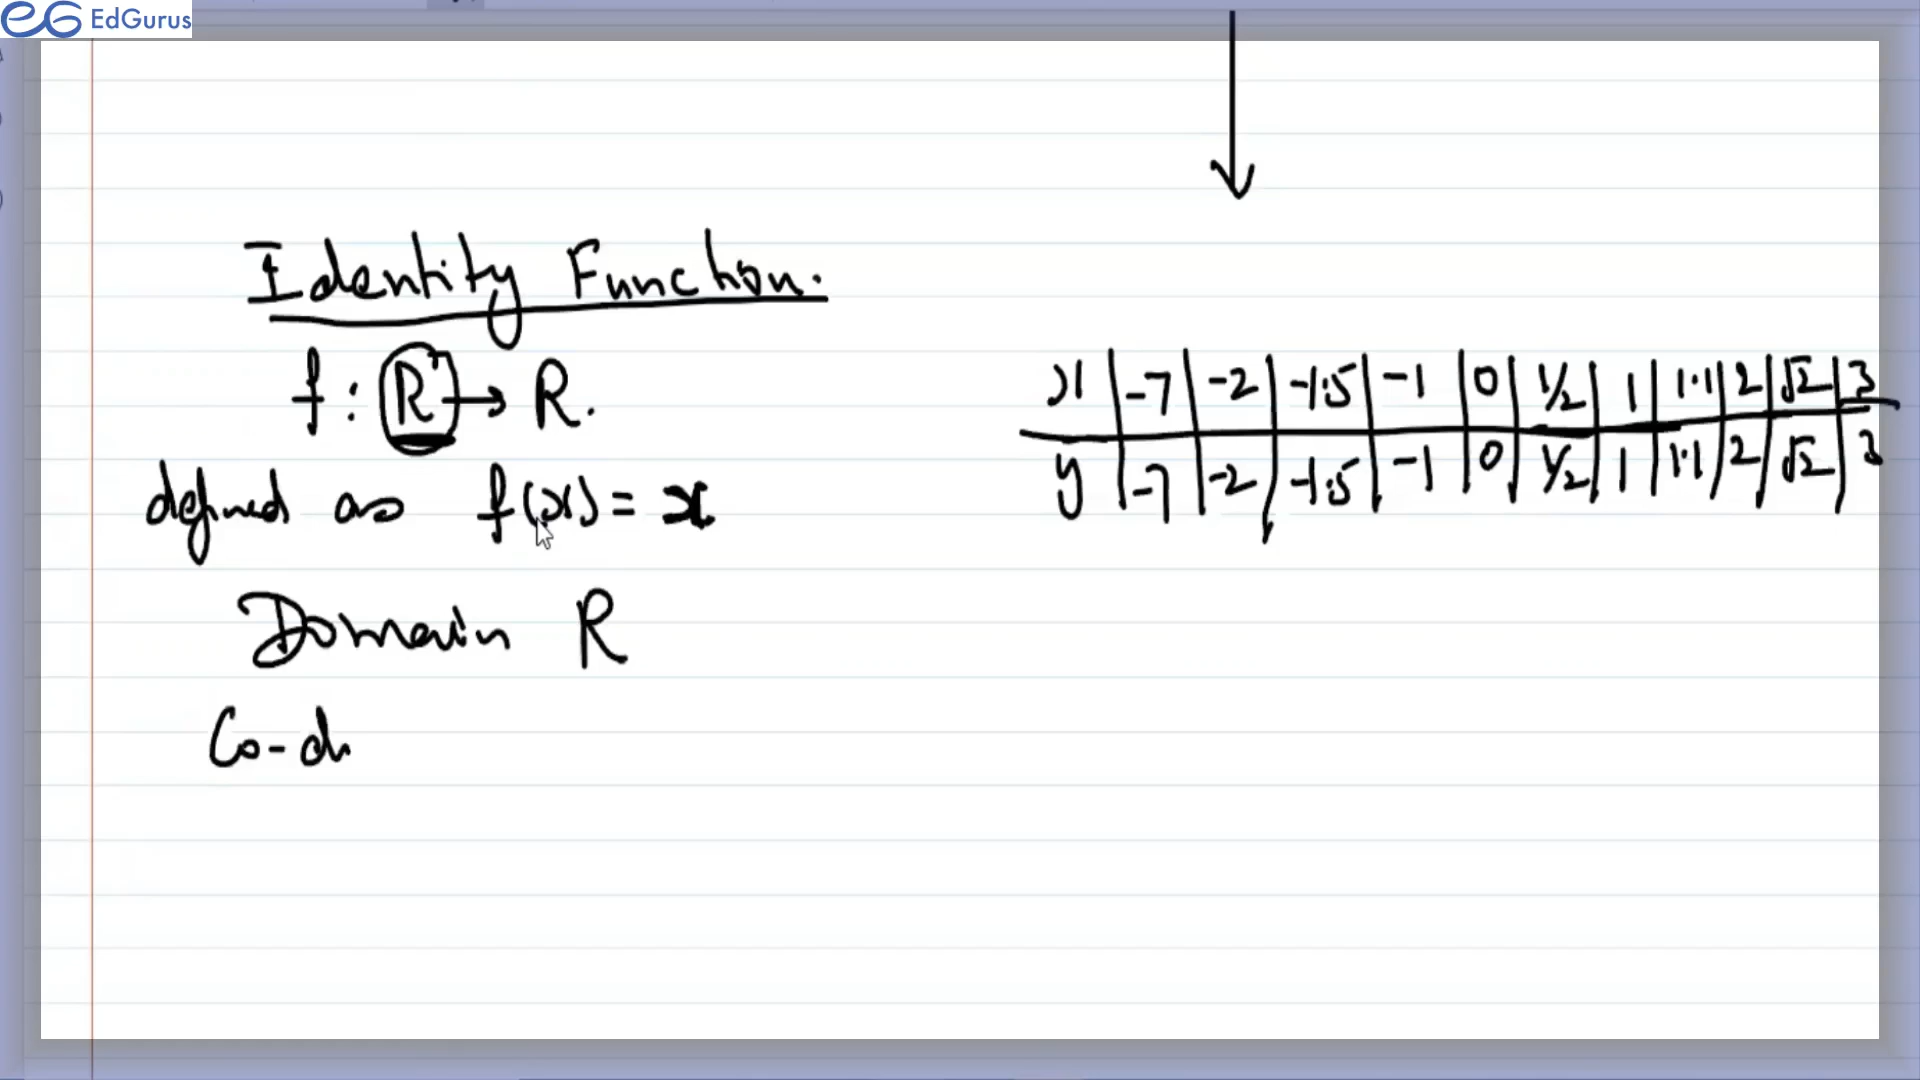 EdGurus
Identity Function.
f : R → R.
defined as f(x) = x
Domain R
Co-do
x | -7 | -2 | -1.5 | -1 | 0 | 1/2 | 1 | 1.1 | 2 | √2 | 3
y | -7 | -2 | -1.5 | -1 | 0 | 1/2 | 1 | 1.1 | 2 | √2 | 3